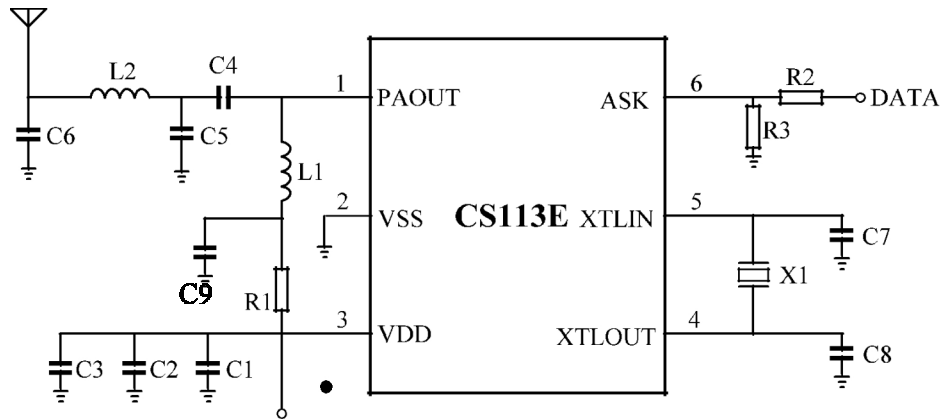 L2
C4
C6
C5
L1
C9
R1
C3
C2
C1
1
PAOUT
2
VSS
3
VDD
CS113E
6
ASK
R2
DATA
R3
5
XTLIN
C7
X1
4
XTLOUT
C8